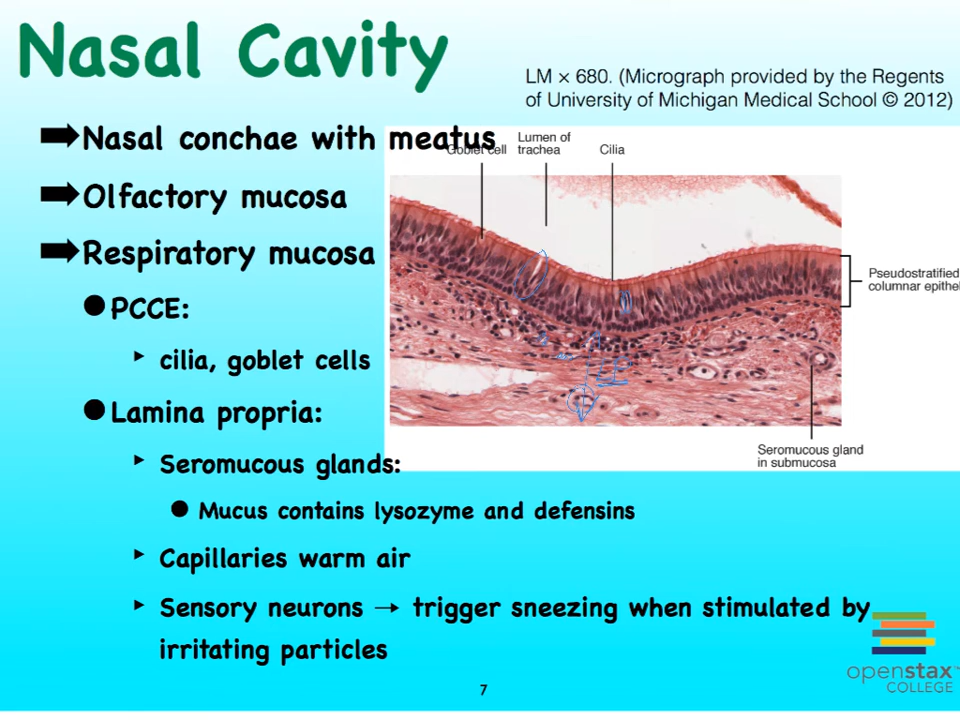 Nasal Cavity
LM × 680. (Micrograph provided by the Regents
of University of Michigan Medical School © 2012)
➡Nasal conchae with meatus
Goblet cell
Lumen of
trachea
Cilia
➡Olfactory mucosa
➡Respiratory mucosa
Pseudostratified
columnar epithel
● PCCE:
‣ cilia, goblet cells
LP
● Lamina propria:
Seromucous gland
in submucosa
‣ Seromucous glands:
● Mucus contains lysozyme and defensins
‣ Capillaries warm air
‣ Sensory neurons → trigger sneezing when stimulated by
irritating particles
openstax™
COLLEGE
7